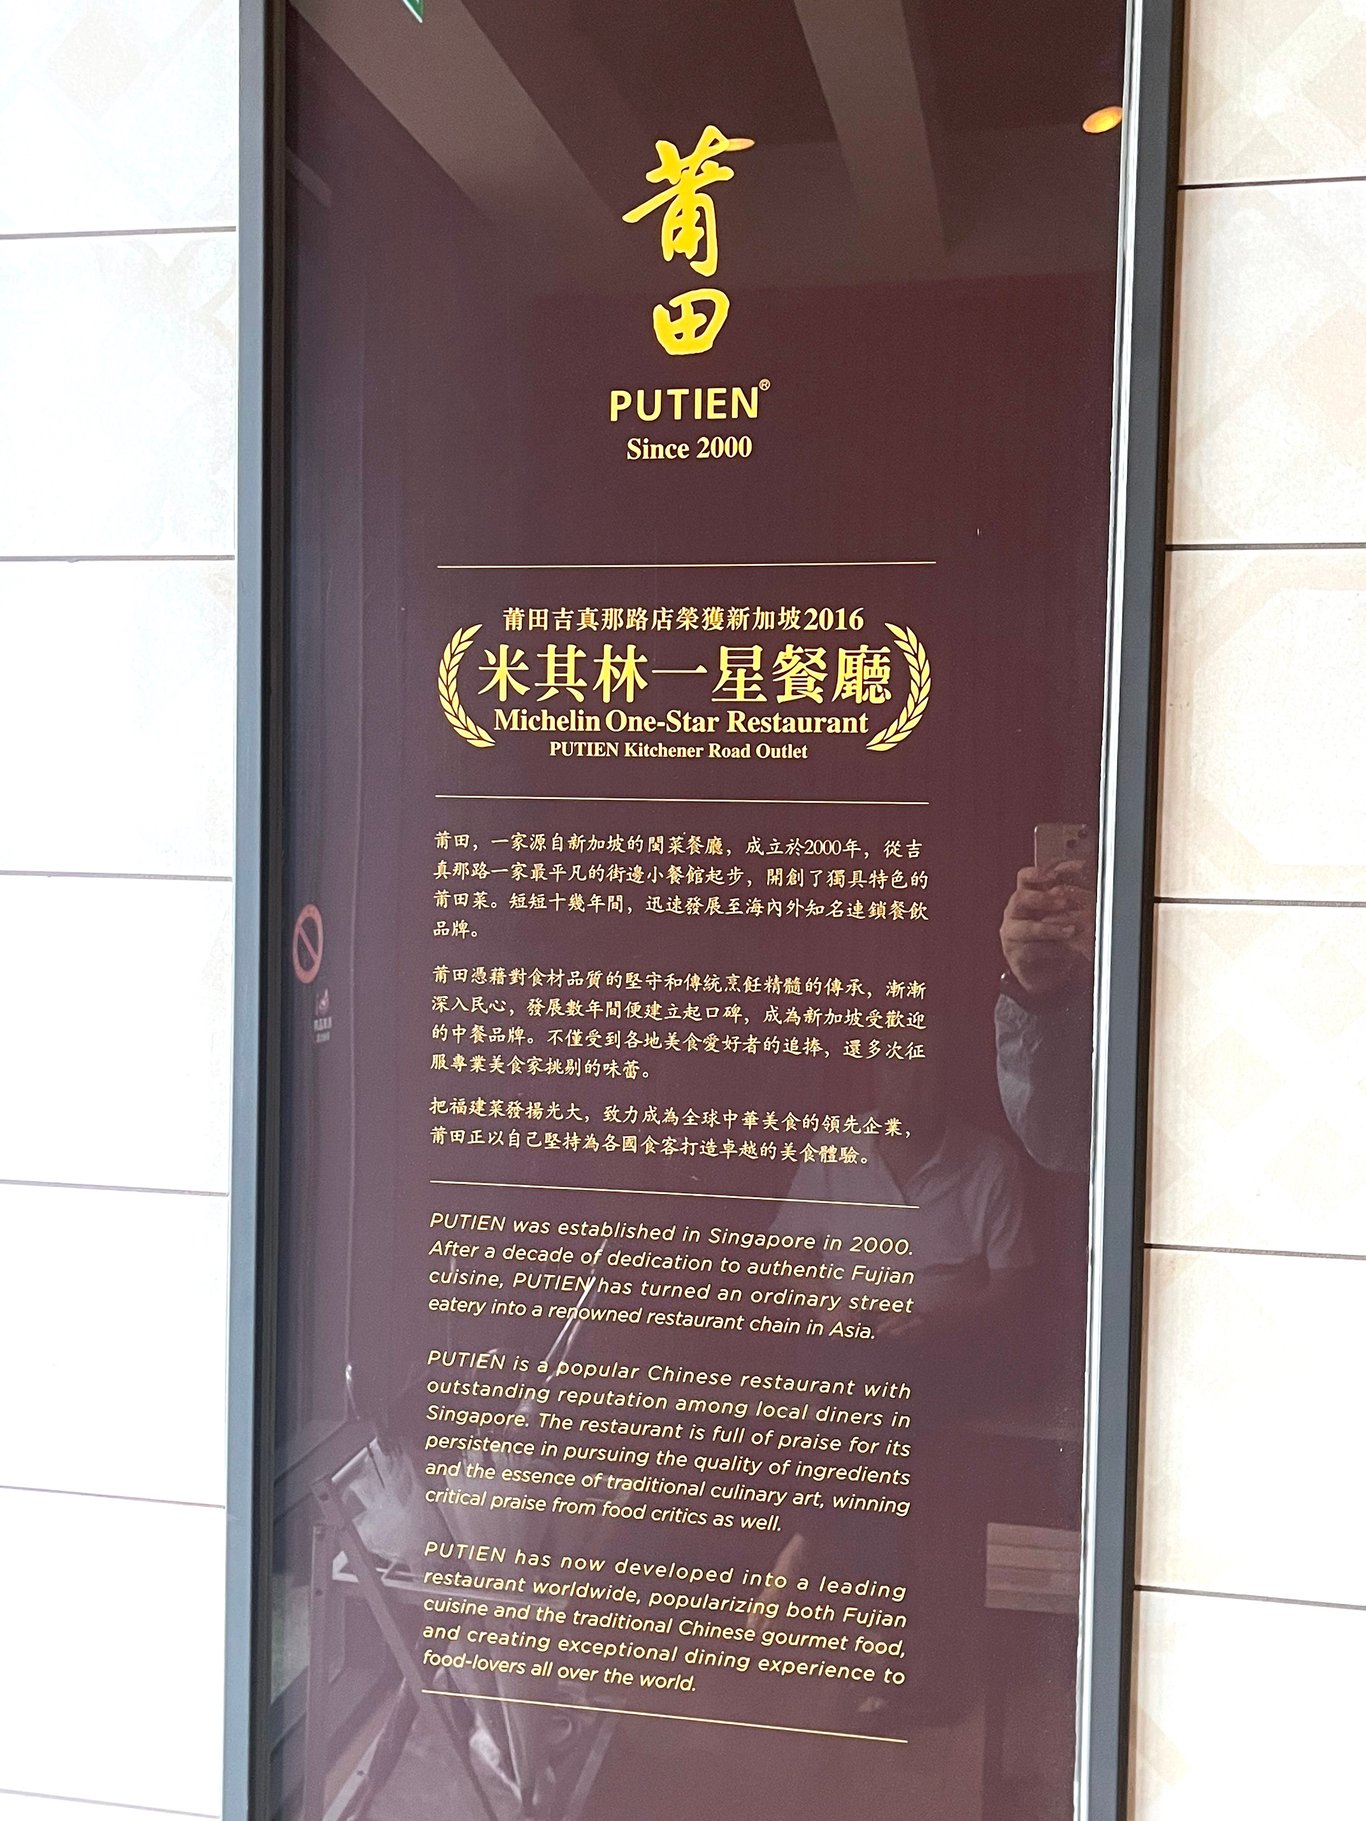 莆
田
PUTIEN®
Since 2000
莆田吉真那路店榮獲新加坡2016
米其林一星餐廳
Michelin One-Star Restaurant
PUTIEN Kitchener Road Outlet
莆田，一家源自新加坡的閩菜餐廳，成立於2000年，從吉
真那路一家最平凡的街邊小餐館起步，開創了獨具特色的
莆田菜。短短十幾年間，迅速發展至海內外知名連鎖餐飲
品牌。
莆田憑藉對食材品質的堅守和傳統烹飪精髓的傳承，漸漸
深入民心，發展數年間便建立起口碑，成為新加坡受歡迎
的中餐品牌。不僅受到各地美食愛好者的追捧，還多次征
服專業美食家挑剔的味蕾。
把福建菜發揚光大，致力成為全球中華美食的領先企業，
莆田正以自己堅持為各國食客打造卓越的美食體驗。
PUTIEN was established in Singapore in 2000.
After a decade of dedication to authentic Fujian
cuisine, PUTIEN has turned an ordinary street
eatery into a renowned restaurant chain in Asia.
PUTIEN is a popular Chinese restaurant with
outstanding reputation among local diners in
Singapore. The restaurant is full of praise for its
persistence in pursuing the quality of ingredients
and the essence of traditional culinary art, winning
critical praise from food critics as well.
PUTIEN has now developed into a leading
restaurant worldwide, popularizing both Fujian
cuisine and the traditional Chinese gourmet food,
and creating exceptional dining experience to
food-lovers all over the world.